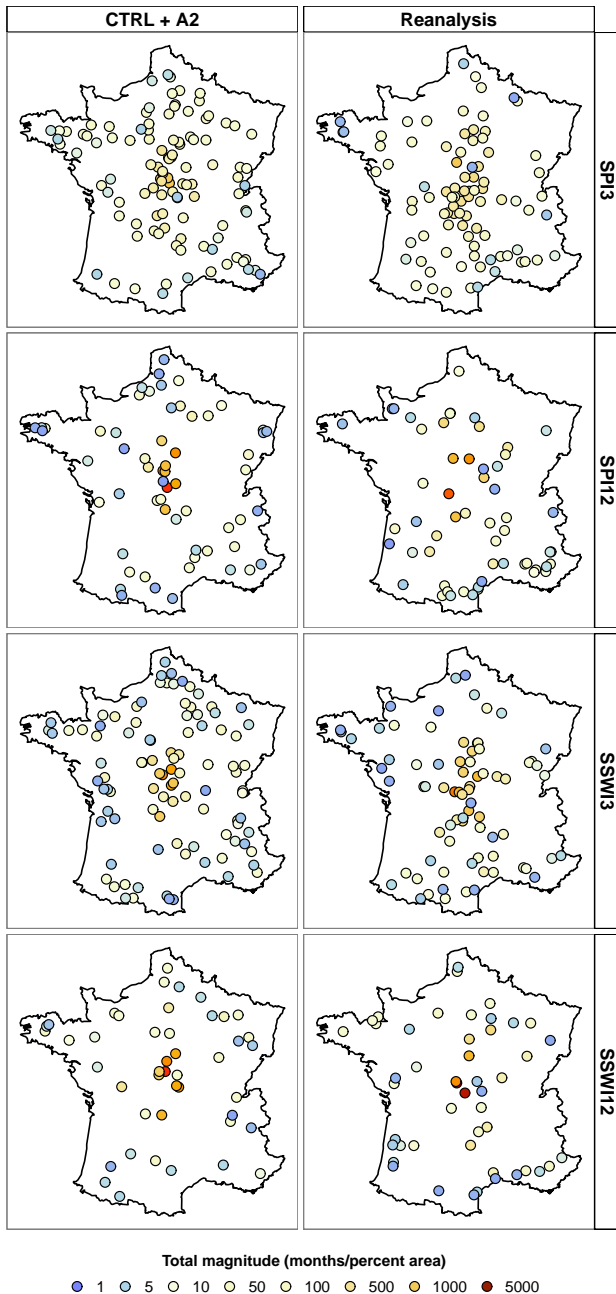 CTRL + A2
Reanalysis
SPI3
SPI12
SSWI3
SSWI12
Total magnitude (months/percent area)
1 5 10 50 100 500 1000 5000